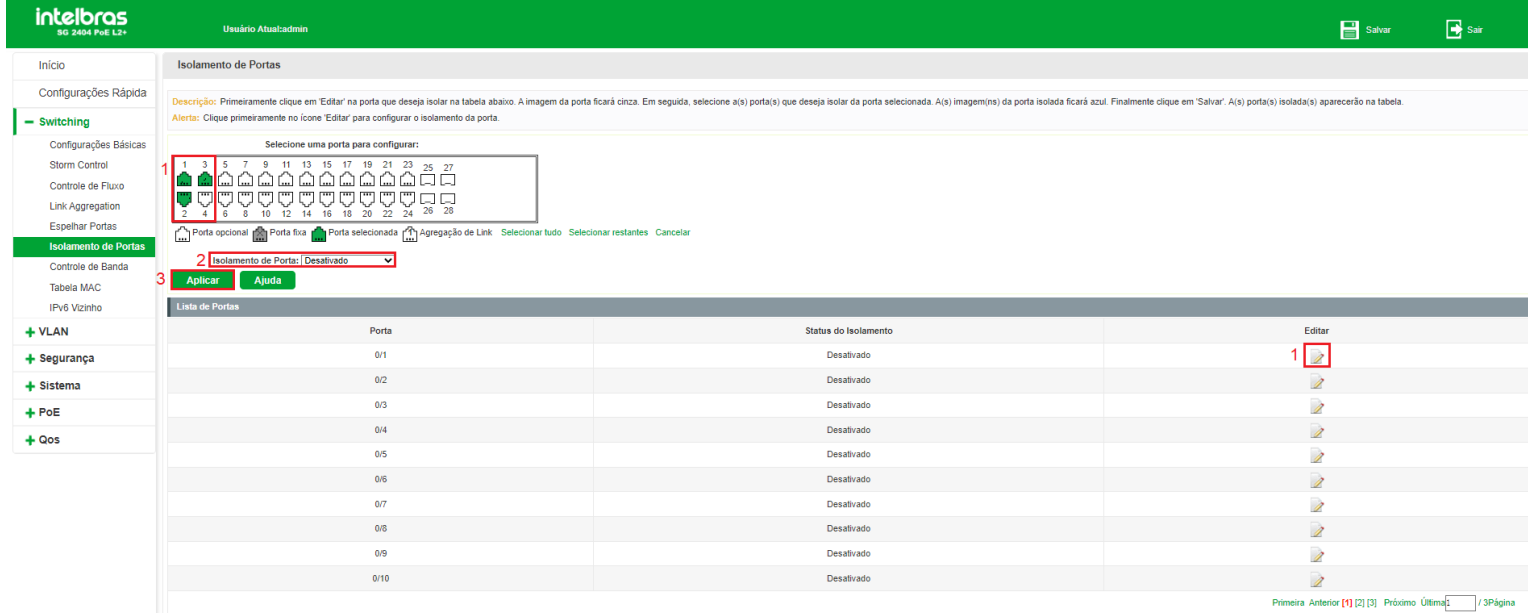 intelbras
SG 2404 PoE L2+
Usuário Atual:admin
Salvar
Sair
Início
Configurações Rápida
Switching
Configurações Básicas
Storm Control
Controle de Fluxo
Link Aggregation
Espelhar Portas
Isolamento de Portas
Controle de Banda
Tabela MAC
IPv6 Vizinho
VLAN
Segurança
Sistema
PoE
Qos
Isolamento de Portas
Descrição: Primeiramente clique em 'Editar' na porta que deseja isolar na tabela abaixo. A imagem da porta ficará cinza. Em seguida, selecione a(s) porta(s) que deseja isolar da porta selecionada. A(s) imagem(ns) da porta isolada ficará azul. Finalmente clique em 'Salvar'. A(s) porta(s) isolada(s) aparecerão na tabela.
Alerta: Clique primeiramente no ícone 'Editar' para configurar o isolamento da porta.
Selecione uma porta para configurar:
1
1 3 5 7 9 11 13 15 17 19 21 23 25 27
2 4 6 8 10 12 14 16 18 20 22 24 26 28
Porta opcional Porta fixa Porta selecionada Agregação de Link Selecionar tudo Selecionar restantes Cancelar
2 Isolamento de Porta: Desativado
3 Aplicar Ajuda
Lista de Portas
Porta Status do Isolamento Editar
0/1 Desativado 1
0/2 Desativado
0/3 Desativado
0/4 Desativado
0/5 Desativado
0/6 Desativado
0/7 Desativado
0/8 Desativado
0/9 Desativado
0/10 Desativado
Primeira Anterior [1] [2] [3] Próximo Última 1 / 3Página